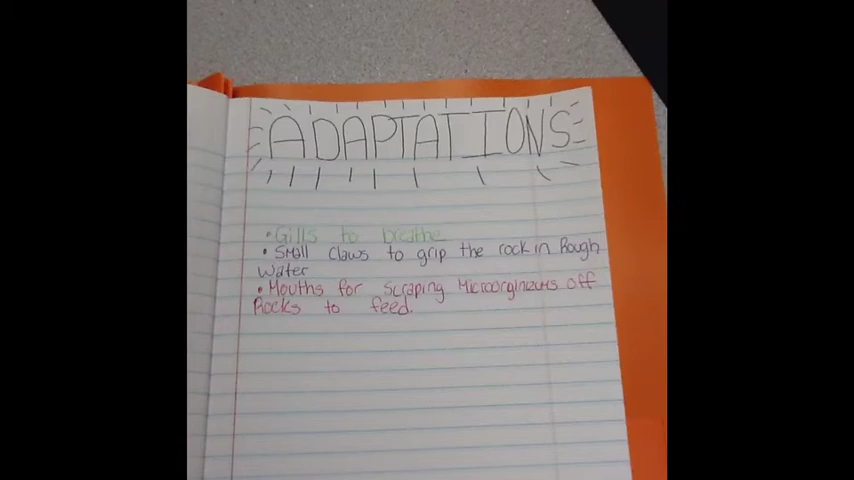 ADAPTATIONS
• Gills to breathe
• Small claws to grip the rock in Rough
Water
• Mouths for Scraping Microorgineurs off
Rocks to feed.